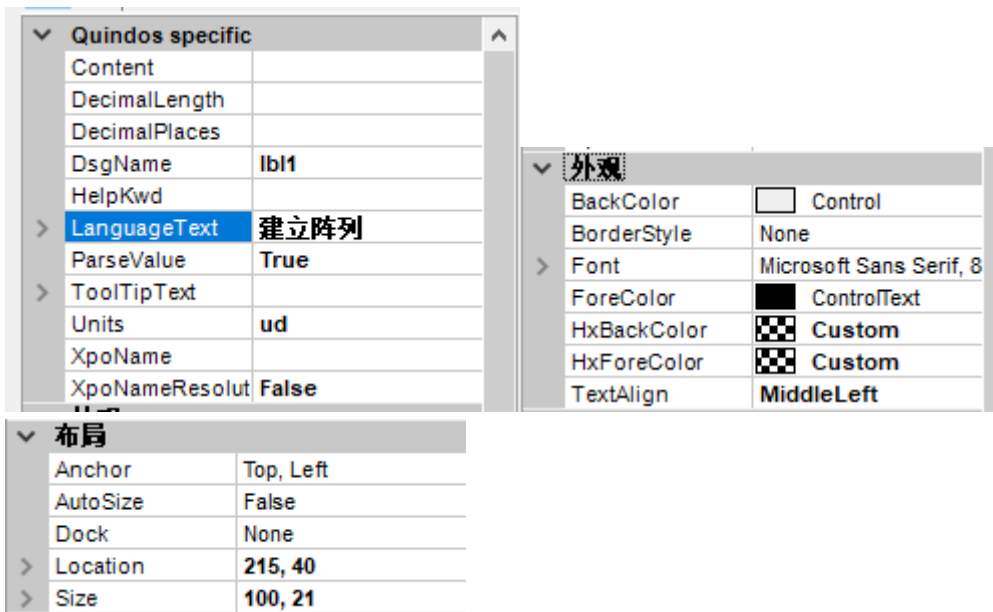 Quindos specific
Content
DecimalLength
DecimalPlaces
DsgName lbl1
HelpKwd
LanguageText 建立阵列
ParseValue True
ToolTipText
Units ud
XpoName
XpoNameResolut False
外观
BackColor Control
BorderStyle None
Font Microsoft Sans Serif, 8
ForeColor ControlText
HxBackColor Custom
HxForeColor Custom
TextAlign MiddleLeft
布局
Anchor Top, Left
AutoSize False
Dock None
Location 215, 40
Size 100, 21